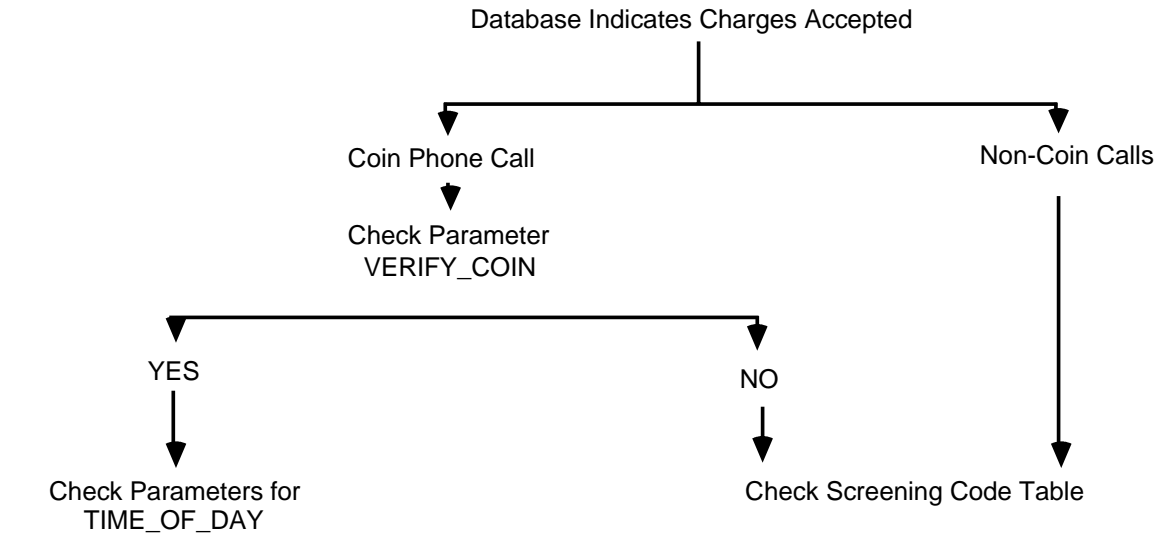 Database Indicates Charges Accepted
Coin Phone Call
Non-Coin Calls
Check Parameter
VERIFY_COIN
YES
NO
Check Parameters for
TIME_OF_DAY
Check Screening Code Table